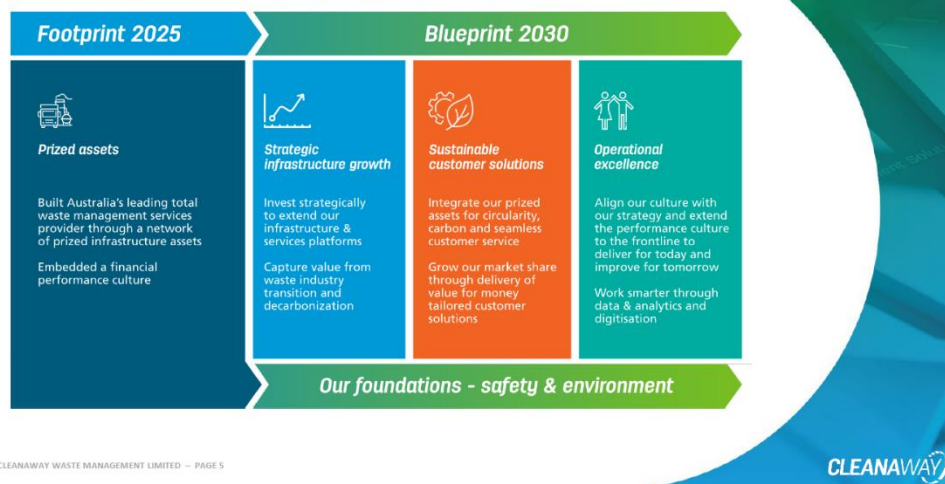 Footprint 2025
Blueprint 2030
Prized assets
Built Australia's leading total
waste management services
provider through a network
of prized infrastructure assets
Embedded a financial
performance culture
Strategic
infrastructure growth
Invest strategically
to extend our
infrastructure &
services platforms
Capture value from
waste industry
transition and
decarbonization
Sustainable
customer solutions
Integrate our prized
assets for circularity,
carbon and seamless
customer service
Grow our market share
through delivery of
value for money
tailored customer
solutions
Operational
excellence
Align our culture with
our strategy and extend
the performance culture
to the frontline to
deliver for today and
improve for tomorrow
Work smarter through
data & analytics and
digitisation
Our foundations - safety & environment
CLEANAWAY WASTE MANAGEMENT LIMITED – PAGE 5
CLEANAWAY